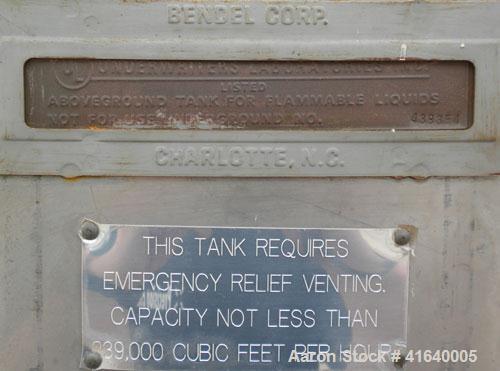 BENDEL CORP.
UL UNDERWRITERS LABORATORIES INC.
LISTED
ABOVEGROUND TANK FOR FLAMMABLE LIQUIDS
NOT FOR USE UNDERGROUND NO.
CHARLOTTE, N.C.
THIS TANK REQUIRES
EMERGENCY RELIEF VENTING.
CAPACITY NOT LESS THAN
CUBIC FEET PER HOUR
Aaron Stock # 41640005